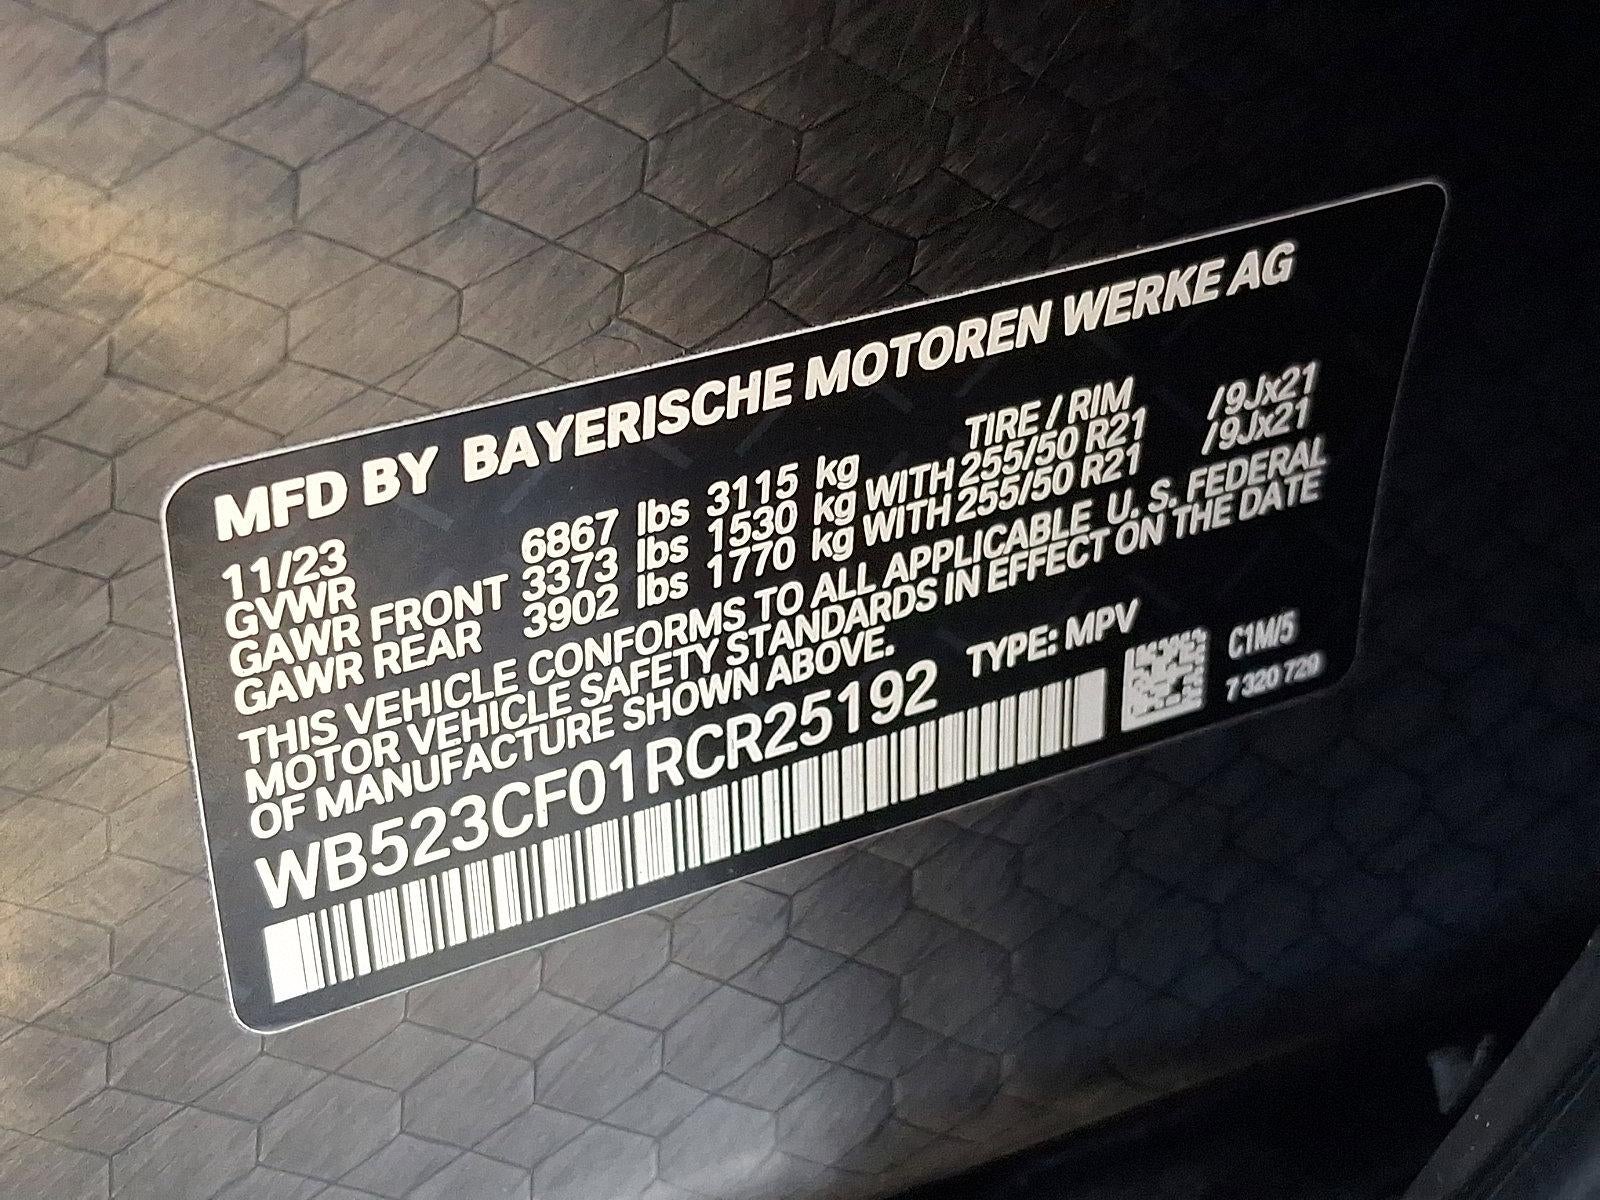 MFD BY BAYERISCHE MOTOREN WERKE AG
11/23 TIRE / RIM
GVWR 6867 lbs 3115 kg
GAWR FRONT 3373 lbs 1530 kg WITH 255/50 R21 /9Jx21
GAWR REAR 3902 lbs 1770 kg WITH 255/50 R21 /9Jx21
THIS VEHICLE CONFORMS TO ALL APPLICABLE U. S. FEDERAL
MOTOR VEHICLE SAFETY STANDARDS IN EFFECT ON THE DATE
OF MANUFACTURE SHOWN ABOVE.
WB523CF01RCR25192 TYPE: MPV
C1M/5
7 320 729